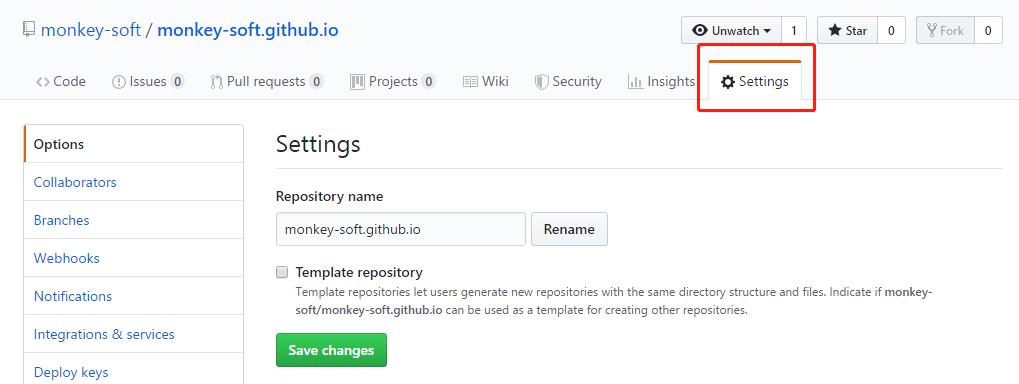 monkey-soft / monkey-soft.github.io
Unwatch 1 Star 0 Fork 0
Code Issues 0 Pull requests 0 Projects 0 Wiki Security Insights Settings
Options
Collaborators
Branches
Webhooks
Notifications
Integrations & services
Deploy keys
Settings
Repository name
monkey-soft.github.io Rename
Template repository
Template repositories let users generate new repositories with the same directory structure and files. Indicate if monkey-
soft/monkey-soft.github.io can be used as a template for creating other repositories.
Save changes